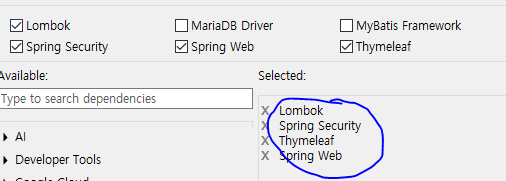 Lombok MariaDB Driver MyBatis Framework
Spring Security Spring Web Thymeleaf
Available: Selected:
Type to search dependencies
X Lombok
X Spring Security
X Thymeleaf
X Spring Web
AI
Developer Tools
Google Cloud